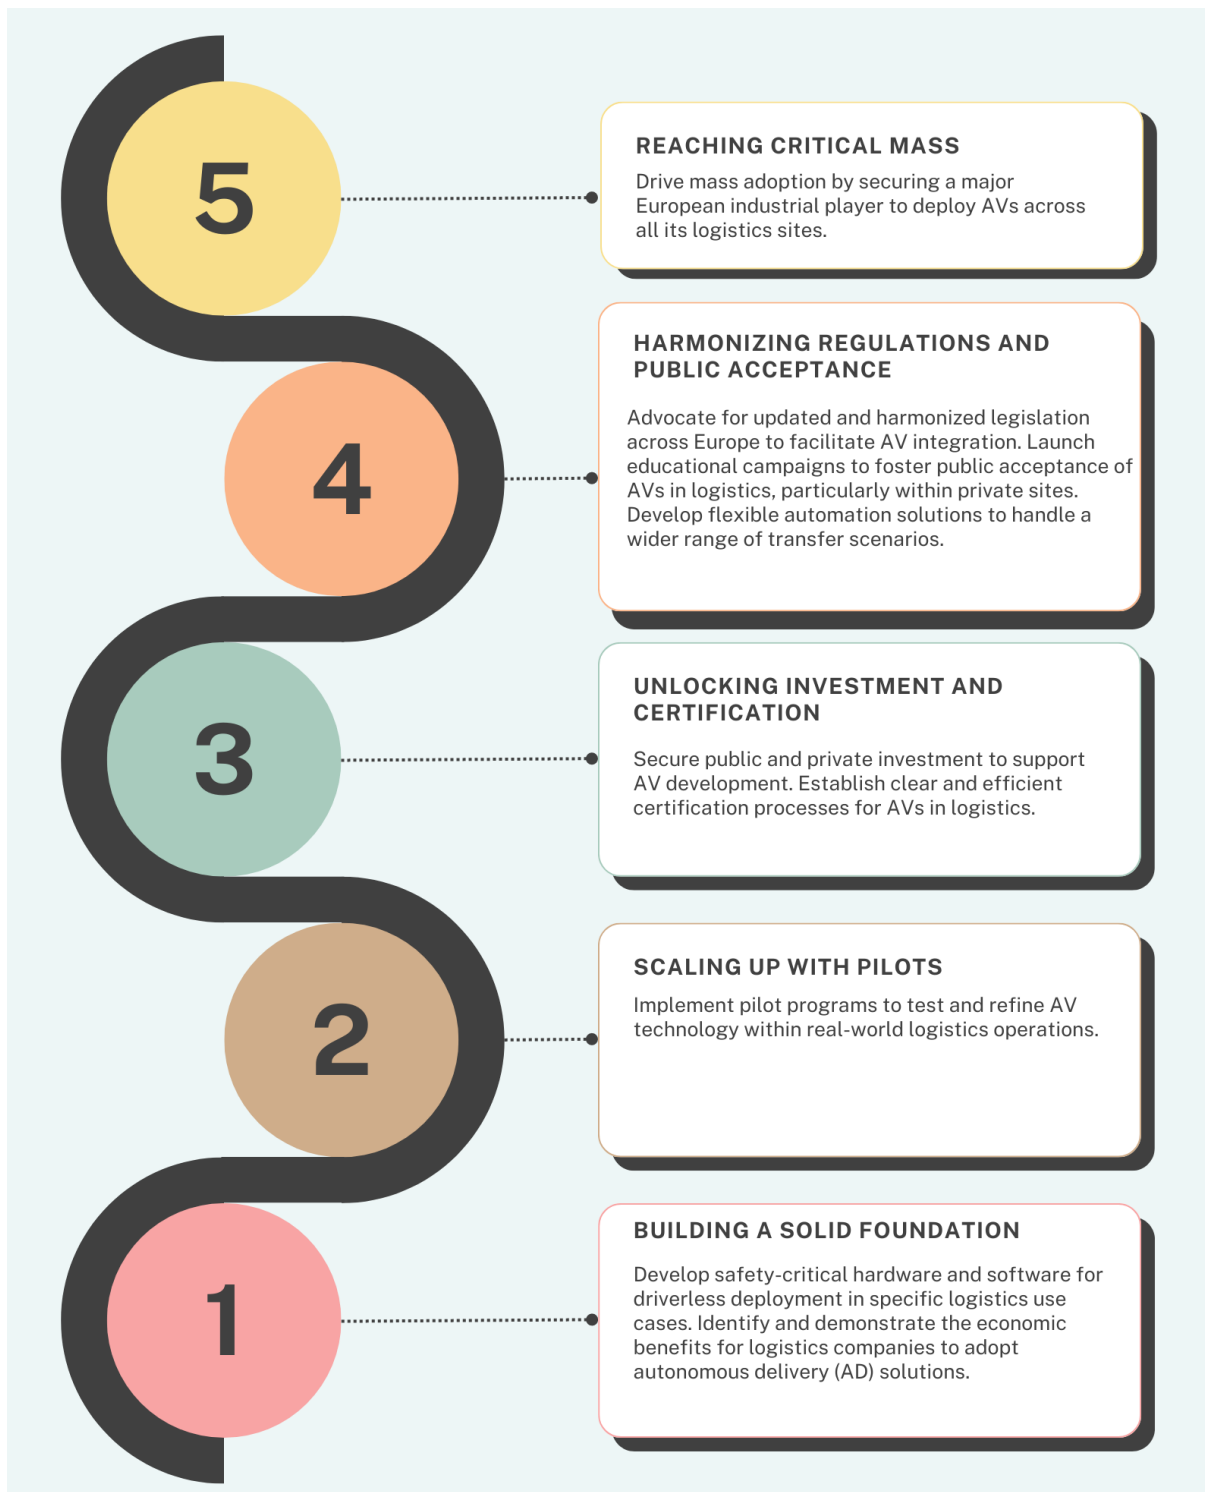 5
REACHING CRITICAL MASS
Drive mass adoption by securing a major
European industrial player to deploy AVs across
all its logistics sites.
4
HARMONIZING REGULATIONS AND
PUBLIC ACCEPTANCE
Advocate for updated and harmonized legislation
across Europe to facilitate AV integration. Launch
educational campaigns to foster public acceptance of
AVs in logistics, particularly within private sites.
Develop flexible automation solutions to handle a
wider range of transfer scenarios.
3
UNLOCKING INVESTMENT AND
CERTIFICATION
Secure public and private investment to support
AV development. Establish clear and efficient
certification processes for AVs in logistics.
2
SCALING UP WITH PILOTS
Implement pilot programs to test and refine AV
technology within real-world logistics operations.
1
BUILDING A SOLID FOUNDATION
Develop safety-critical hardware and software for
driverless deployment in specific logistics use
cases. Identify and demonstrate the economic
benefits for logistics companies to adopt
autonomous delivery (AD) solutions.